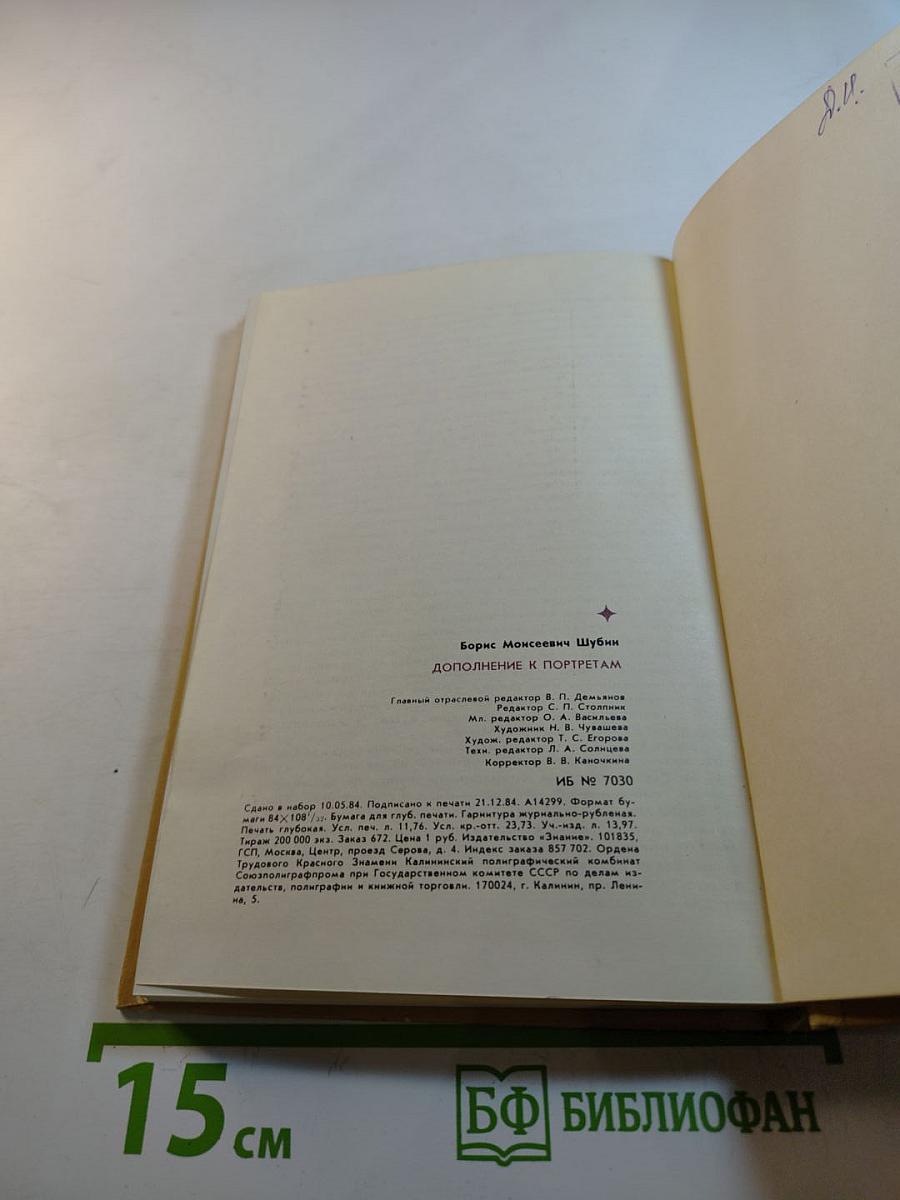 Д.И.
Борис Моисеевич Шубин
ДОПОЛНЕНИЕ К ПОРТРЕТАМ
Главный отраслевой редактор В. П. Демьянов
Редактор С. П. Столпник
Мл. редактор О. А. Васильева
Художник Н. В. Чувашева
Худож. редактор Т. С. Егорова
Техн. редактор Л. А. Солнцева
Корректор В. В. Каночкина
ИБ № 7030
Сдано в набор 10.05.84. Подписано к печати 21.12.84. А14299. Формат бу-
маги 84×108 1/32. Бумага для глуб. печати. Гарнитура журнально-рубленая.
Печать глубокая. Усл. печ. л. 11,76. Усл. кр.-отт. 23,73. Уч.-изд. л. 13,97.
Тираж 200 000 экз. Заказ 672. Цена 1 руб. Издательство «Знание». 101835,
ГСП, Москва, Центр, проезд Серова, д. 4. Индекс заказа 857 702. Ордена
Трудового Красного Знамени Калининский полиграфический комбинат
Союзполиграфпрома при Государственном комитете СССР по делам из-
дательств, полиграфии и книжной торговли. 170024, г. Калинин, пр. Лени-
на, 5.
15 см
БФ БИБЛИОФАН